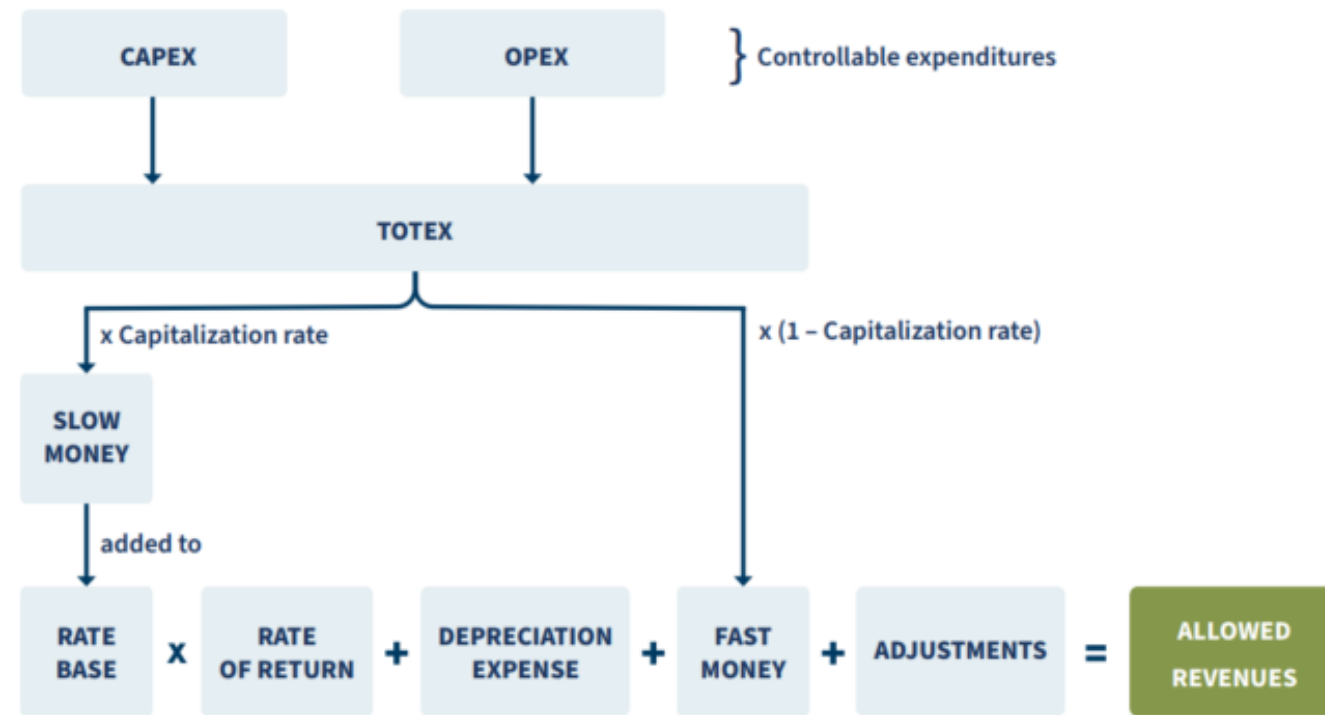 CAPEX
OPEX
} Controllable expenditures
TOTEX
x Capitalization rate
x (1 – Capitalization rate)
SLOW
MONEY
added to
RATE
BASE
x
RATE
OF RETURN
+
DEPRECIATION
EXPENSE
+
FAST
MONEY
+
ADJUSTMENTS
=
ALLOWED
REVENUES